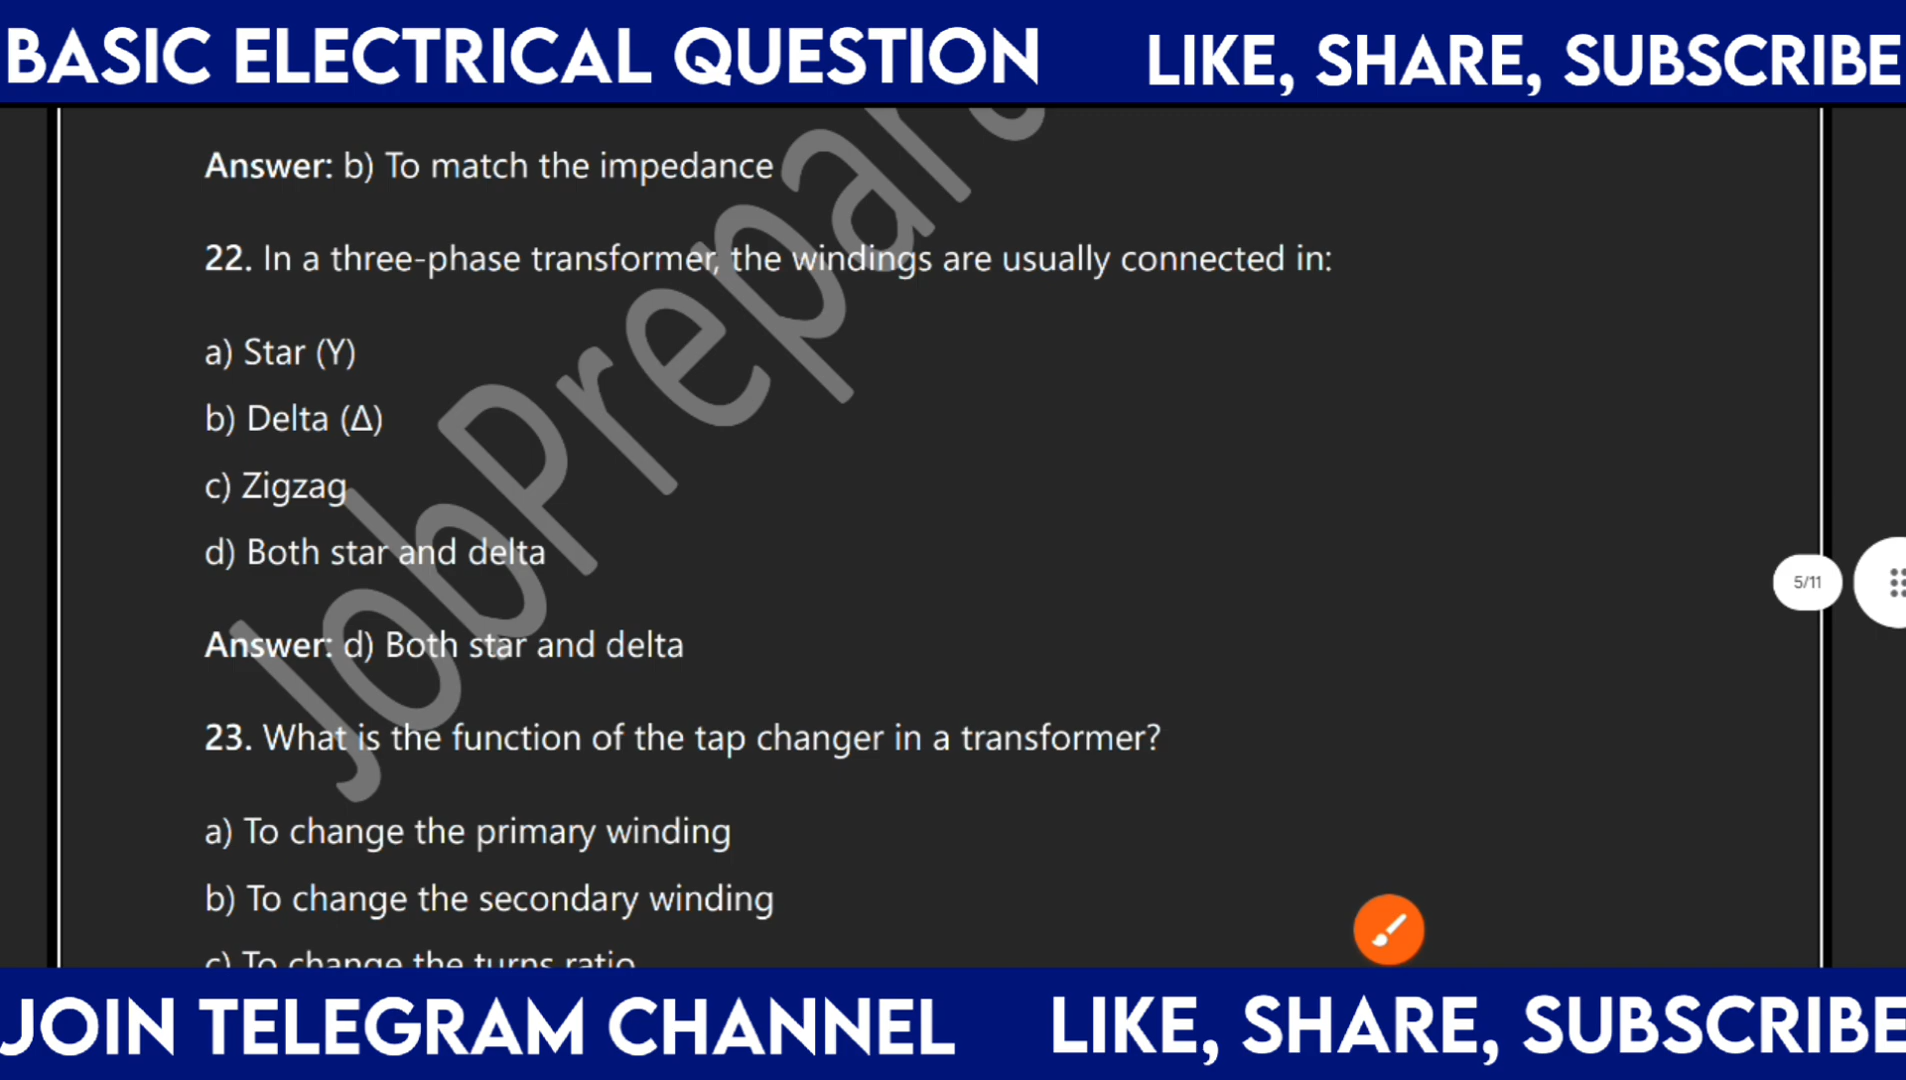 BASIC ELECTRICAL QUESTION LIKE, SHARE, SUBSCRIBE
Answer: b) To match the impedance
22. In a three-phase transformer, the windings are usually connected in:
a) Star (Y)
b) Delta (Δ)
c) Zigzag
d) Both star and delta
5/11
Answer: d) Both star and delta
23. What is the function of the tap changer in a transformer?
a) To change the primary winding
b) To change the secondary winding
c) To change the turns ratio
JobPrepar
JOIN TELEGRAM CHANNEL LIKE, SHARE, SUBSCRIBE